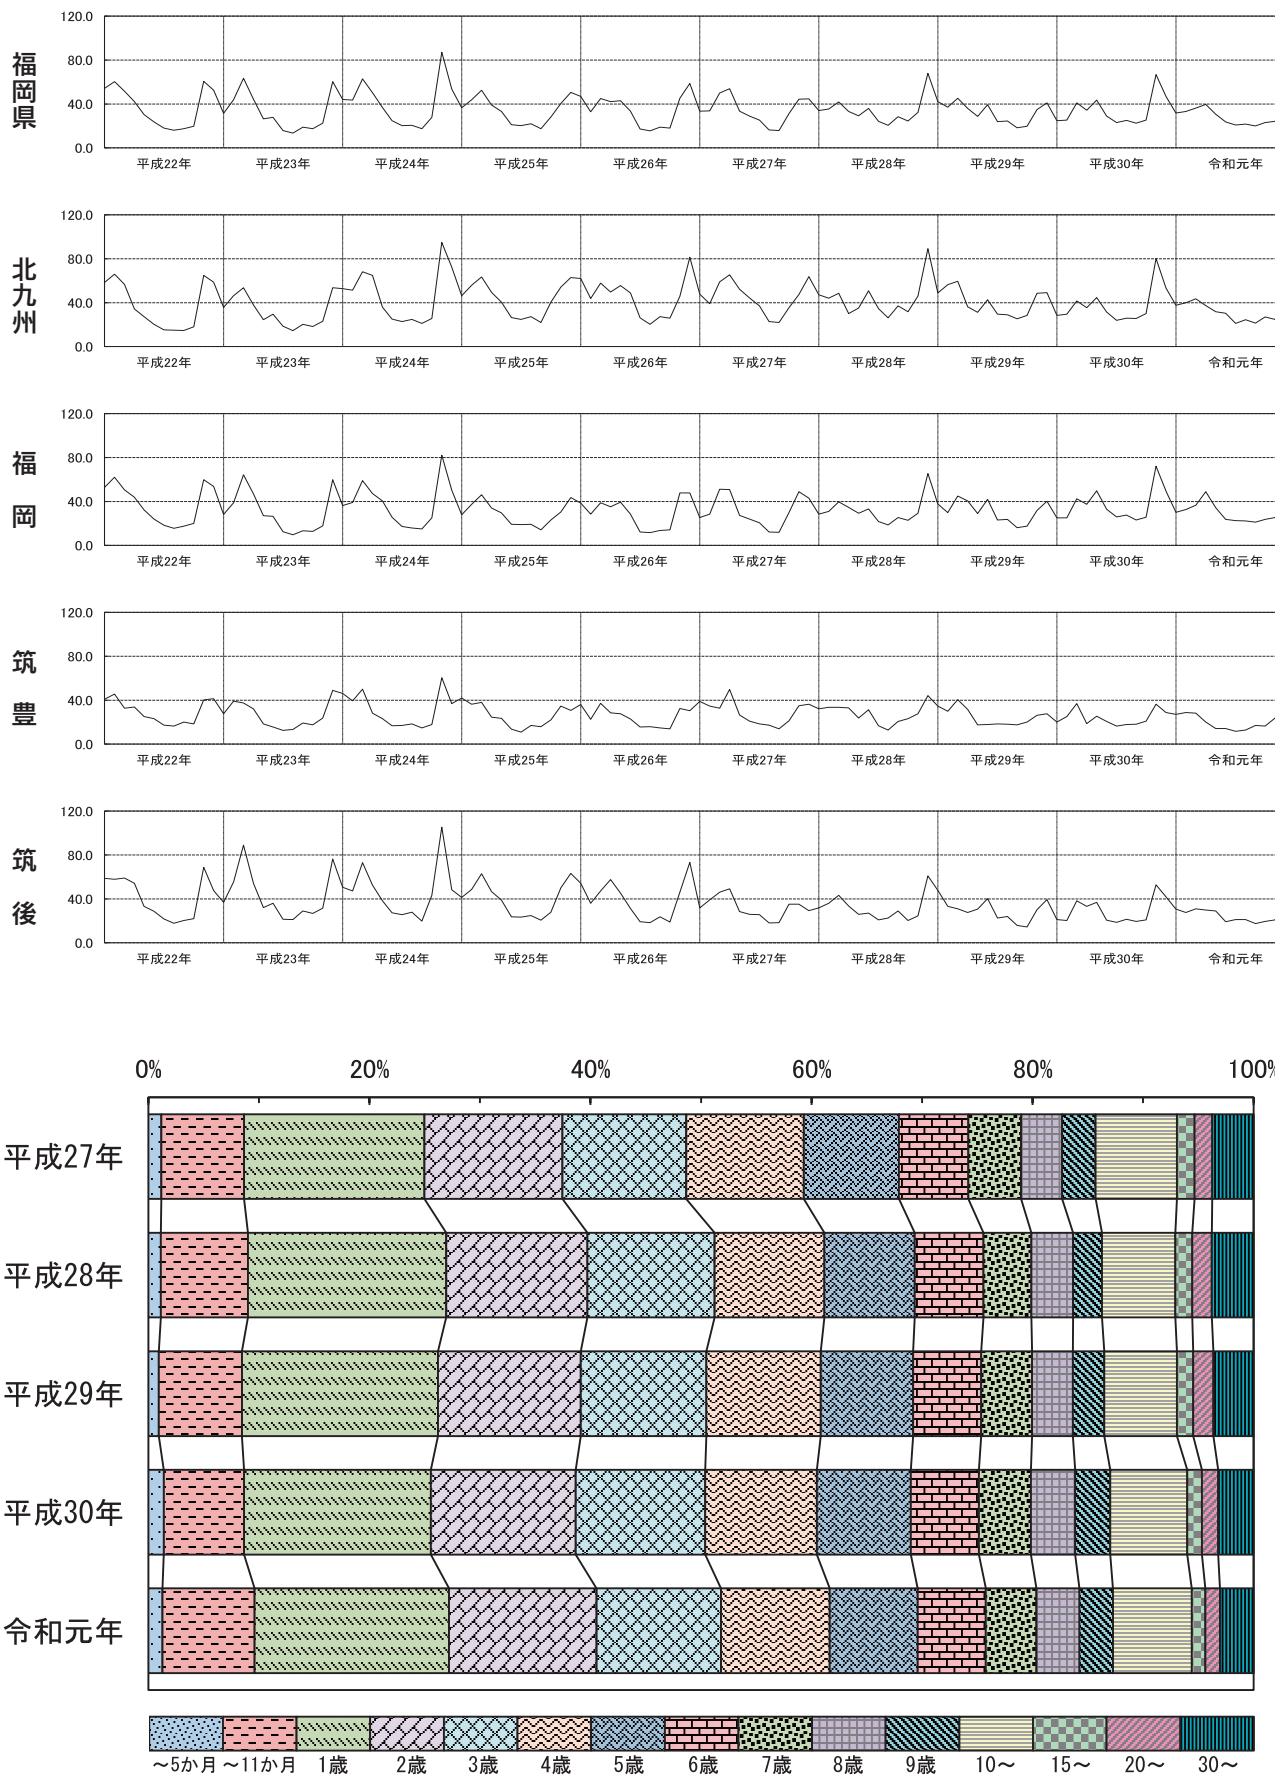 福岡県
120.0
80.0
40.0
0.0
平成22年 平成23年 平成24年 平成25年 平成26年 平成27年 平成28年 平成29年 平成30年 令和元年
北九州
120.0
80.0
40.0
0.0
平成22年 平成23年 平成24年 平成25年 平成26年 平成27年 平成28年 平成29年 平成30年 令和元年
福岡
120.0
80.0
40.0
0.0
平成22年 平成23年 平成24年 平成25年 平成26年 平成27年 平成28年 平成29年 平成30年 令和元年
筑豊
120.0
80.0
40.0
0.0
平成22年 平成23年 平成24年 平成25年 平成26年 平成27年 平成28年 平成29年 平成30年 令和元年
筑後
120.0
80.0
40.0
0.0
平成22年 平成23年 平成24年 平成25年 平成26年 平成27年 平成28年 平成29年 平成30年 令和元年
0% 20% 40% 60% 80% 100%
平成27年
平成28年
平成29年
平成30年
令和元年
～5か月 ～11か月 1歳 2歳 3歳 4歳 5歳 6歳 7歳 8歳 9歳 10～ 15～ 20～ 30～